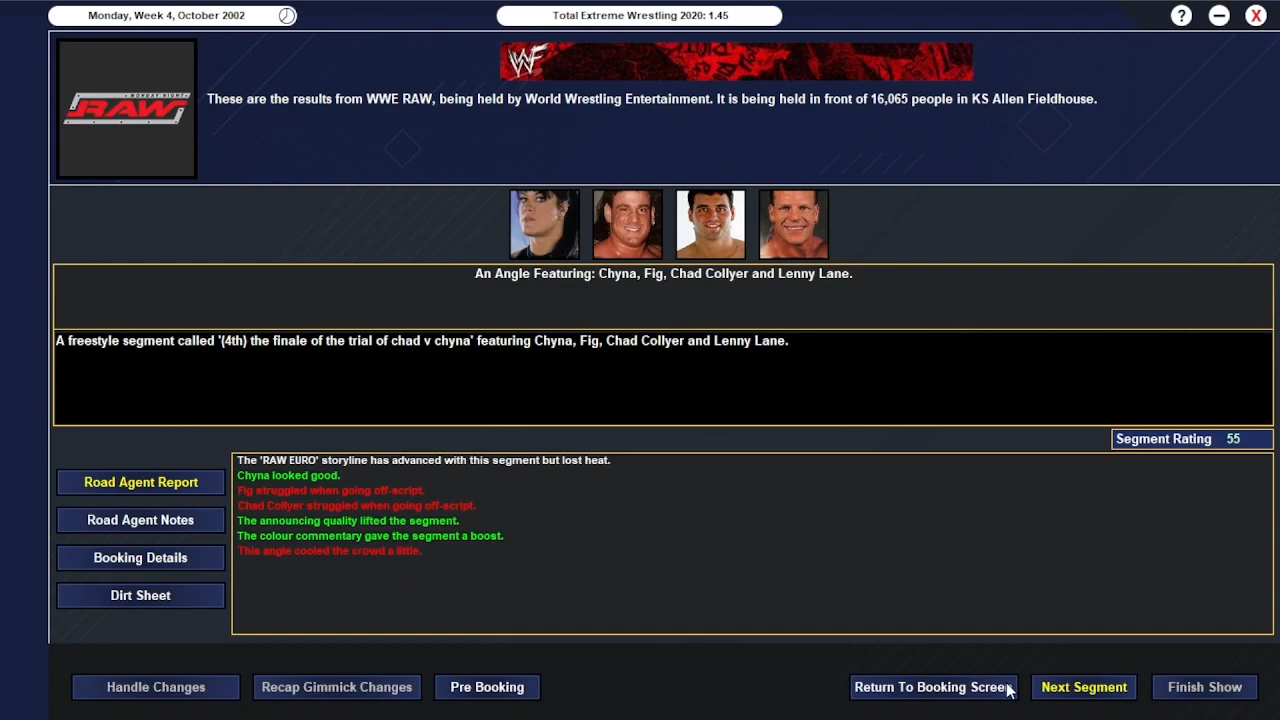 Monday, Week 4, October 2002
Total Extreme Wrestling 2020: 1.45
? X
MONDAY NIGHT
RAW
These are the results from WWE RAW, being held by World Wrestling Entertainment. It is being held in front of 16,065 people in KS Allen Fieldhouse.
An Angle Featuring: Chyna, Fig, Chad Collyer and Lenny Lane.
A freestyle segment called '(4th) the finale of the trial of chad v chyna' featuring Chyna, Fig, Chad Collyer and Lenny Lane.
Segment Rating 55
The 'RAW EURO' storyline has advanced with this segment but lost heat.
Chyna looked good.
Fig struggled when going off-script.
Chad Collyer struggled when going off-script.
The announcing quality lifted the segment.
The colour commentary gave the segment a boost.
This angle cooled the crowd a little.
Road Agent Report
Road Agent Notes
Booking Details
Dirt Sheet
Handle Changes
Recap Gimmick Changes
Pre Booking
Return To Booking Screen
Next Segment
Finish Show